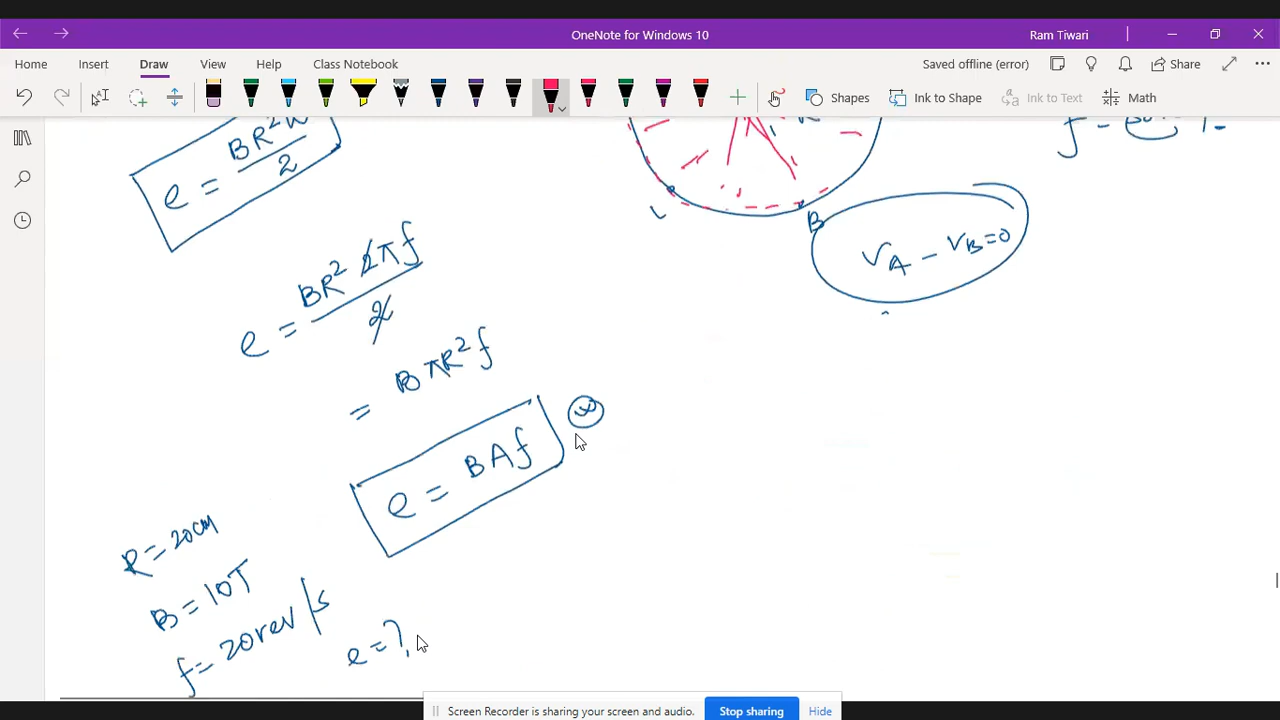 OneNote for Windows 10
Ram Tiwari
Home Insert Draw View Help Class Notebook
Saved offline (error)
Share
Shapes
Ink to Shape
Ink to Text
Math
e = BR²ω/2
B
V_A - V_B = 0
e = BR² 2πf/2
= BπR²f
e = BAf
R = 20cm
B = 10T
f = 20rev/s
e = ?
Screen Recorder is sharing your screen and audio.
Stop sharing
Hide